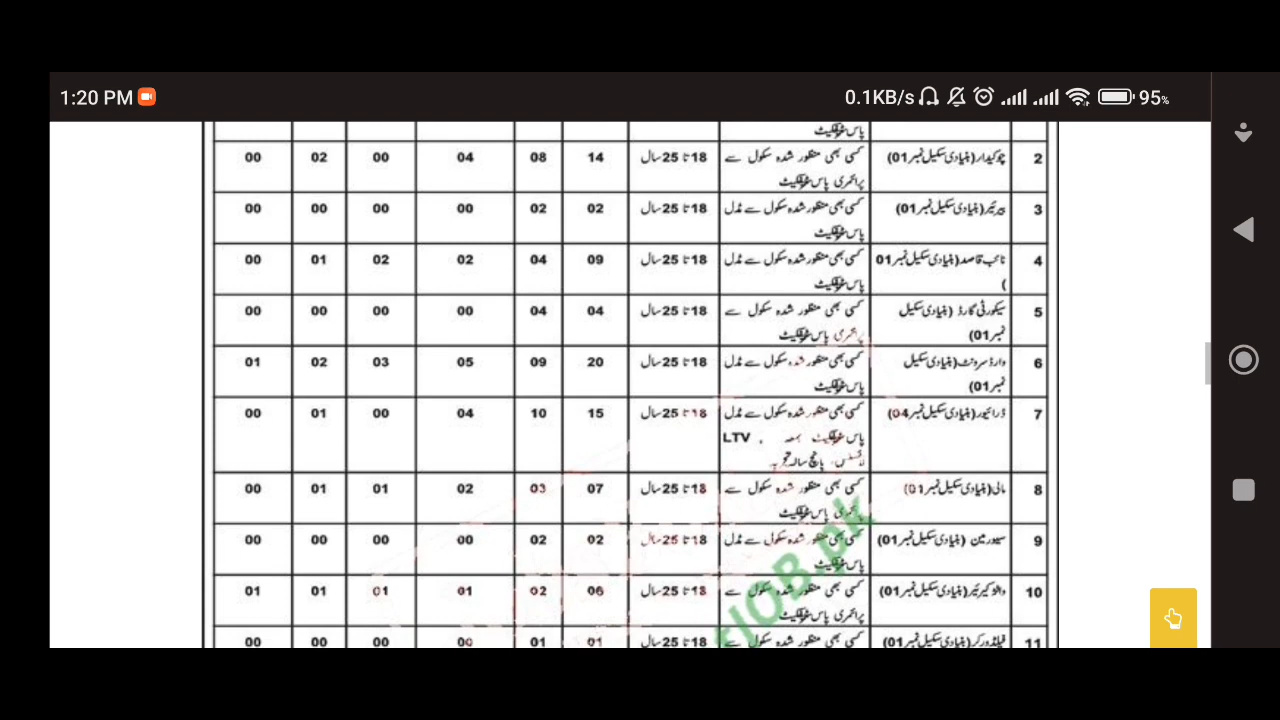 1:20 PM
0.1KB/s 95%
پاس سرٹیفکیٹ
2 چوکیدار (بنیادی سکیل نمبر 01) کسی بھی منظور شدہ سکول سے 18 تا 25 سال 14 08 04 00 02 00
پرائمری پاس سرٹیفکیٹ
3 بیرئیر (بنیادی سکیل نمبر 01) کسی بھی منظور شدہ سکول سے مڈل 18 تا 25 سال 02 02 00 00 00 00
پاس سرٹیفکیٹ
4 نائب قاصد (بنیادی سکیل نمبر 01 کسی بھی منظور شدہ سکول سے مڈل 18 تا 25 سال 09 04 02 02 01 00
) پاس سرٹیفکیٹ
5 سیکورٹی گارڈ (بنیادی سکیل کسی بھی منظور شدہ سکول سے 18 تا 25 سال 04 04 00 00 00 00
نمبر 01) پرائمری پاس سرٹیفکیٹ
6 وارڈ سرونٹ (بنیادی سکیل کسی بھی منظور شدہ سکول سے مڈل 18 تا 25 سال 20 09 05 03 02 01
نمبر 01) پاس سرٹیفکیٹ
7 ڈرائیور (بنیادی سکیل نمبر 04) کسی بھی منظور شدہ سکول سے مڈل 18 تا 25 سال 15 10 04 00 01 00
پاس سرٹیفکیٹ بمعہ LTV
لائسنس، پانچ سالہ تجربہ
8 مالی (بنیادی سکیل نمبر 01) کسی بھی منظور شدہ سکول سے 18 تا 25 سال 07 03 02 01 01 00
پرائمری پاس سرٹیفکیٹ
9 سیورمین (بنیادی سکیل نمبر 01) کسی بھی منظور شدہ سکول سے مڈل 18 تا 25 سال 02 02 00 00 00 00
پاس سرٹیفکیٹ
10 واٹر کیرئیر (بنیادی سکیل نمبر 01) کسی بھی منظور شدہ سکول سے 18 تا 25 سال 06 02 01 01 01 01
پرائمری پاس سرٹیفکیٹ
11 فیلڈ ورکر (بنیادی سکیل نمبر 01) کسی بھی منظور شدہ سکول سے 18 تا 25 سال 01 01 00 00 00 00
JOB.pk